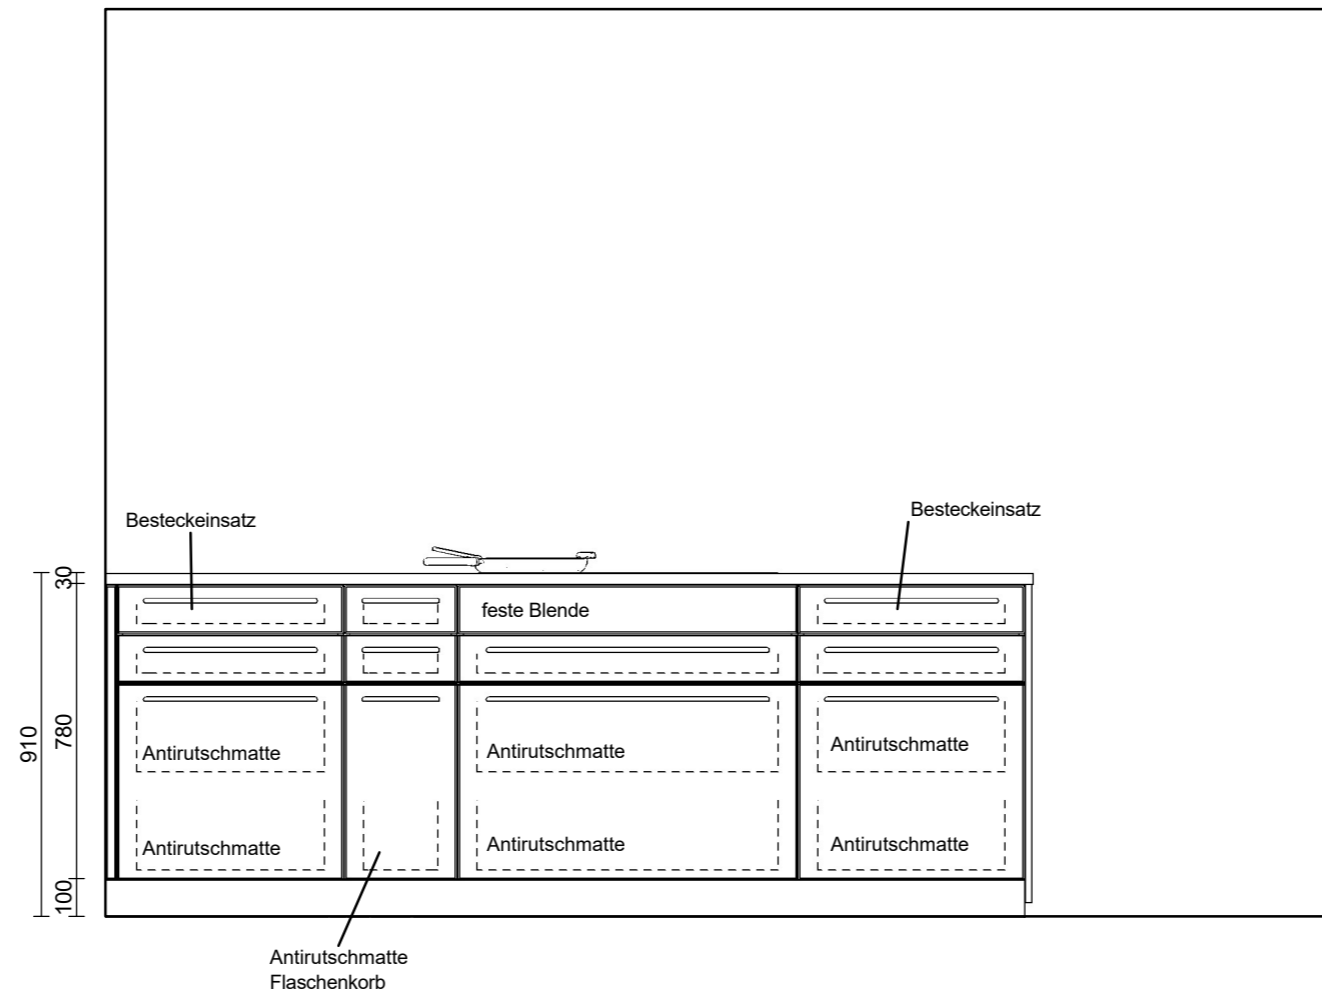 Besteckeinsatz
Besteckeinsatz
30
feste Blende
910
780
Antirutschmatte
Antirutschmatte
Antirutschmatte
Antirutschmatte
Antirutschmatte
Antirutschmatte
100
Antirutschmatte
Flaschenkorb